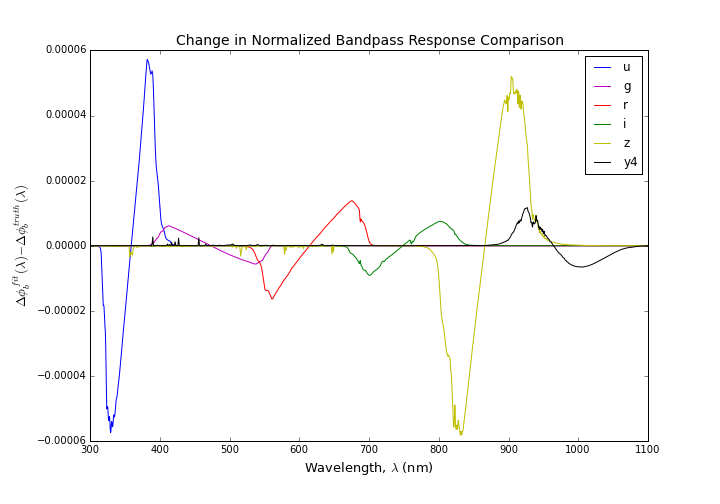 Change in Normalized Bandpass Response Comparison
0.00006
0.00004
0.00002
0.00000
−0.00002
−0.00004
−0.00006
Δϕ_b^{fit}(λ)−Δϕ_b^{truth}(λ)
u
g
r
i
z
y4
300 400 500 600 700 800 900 1000 1100
Wavelength, λ (nm)